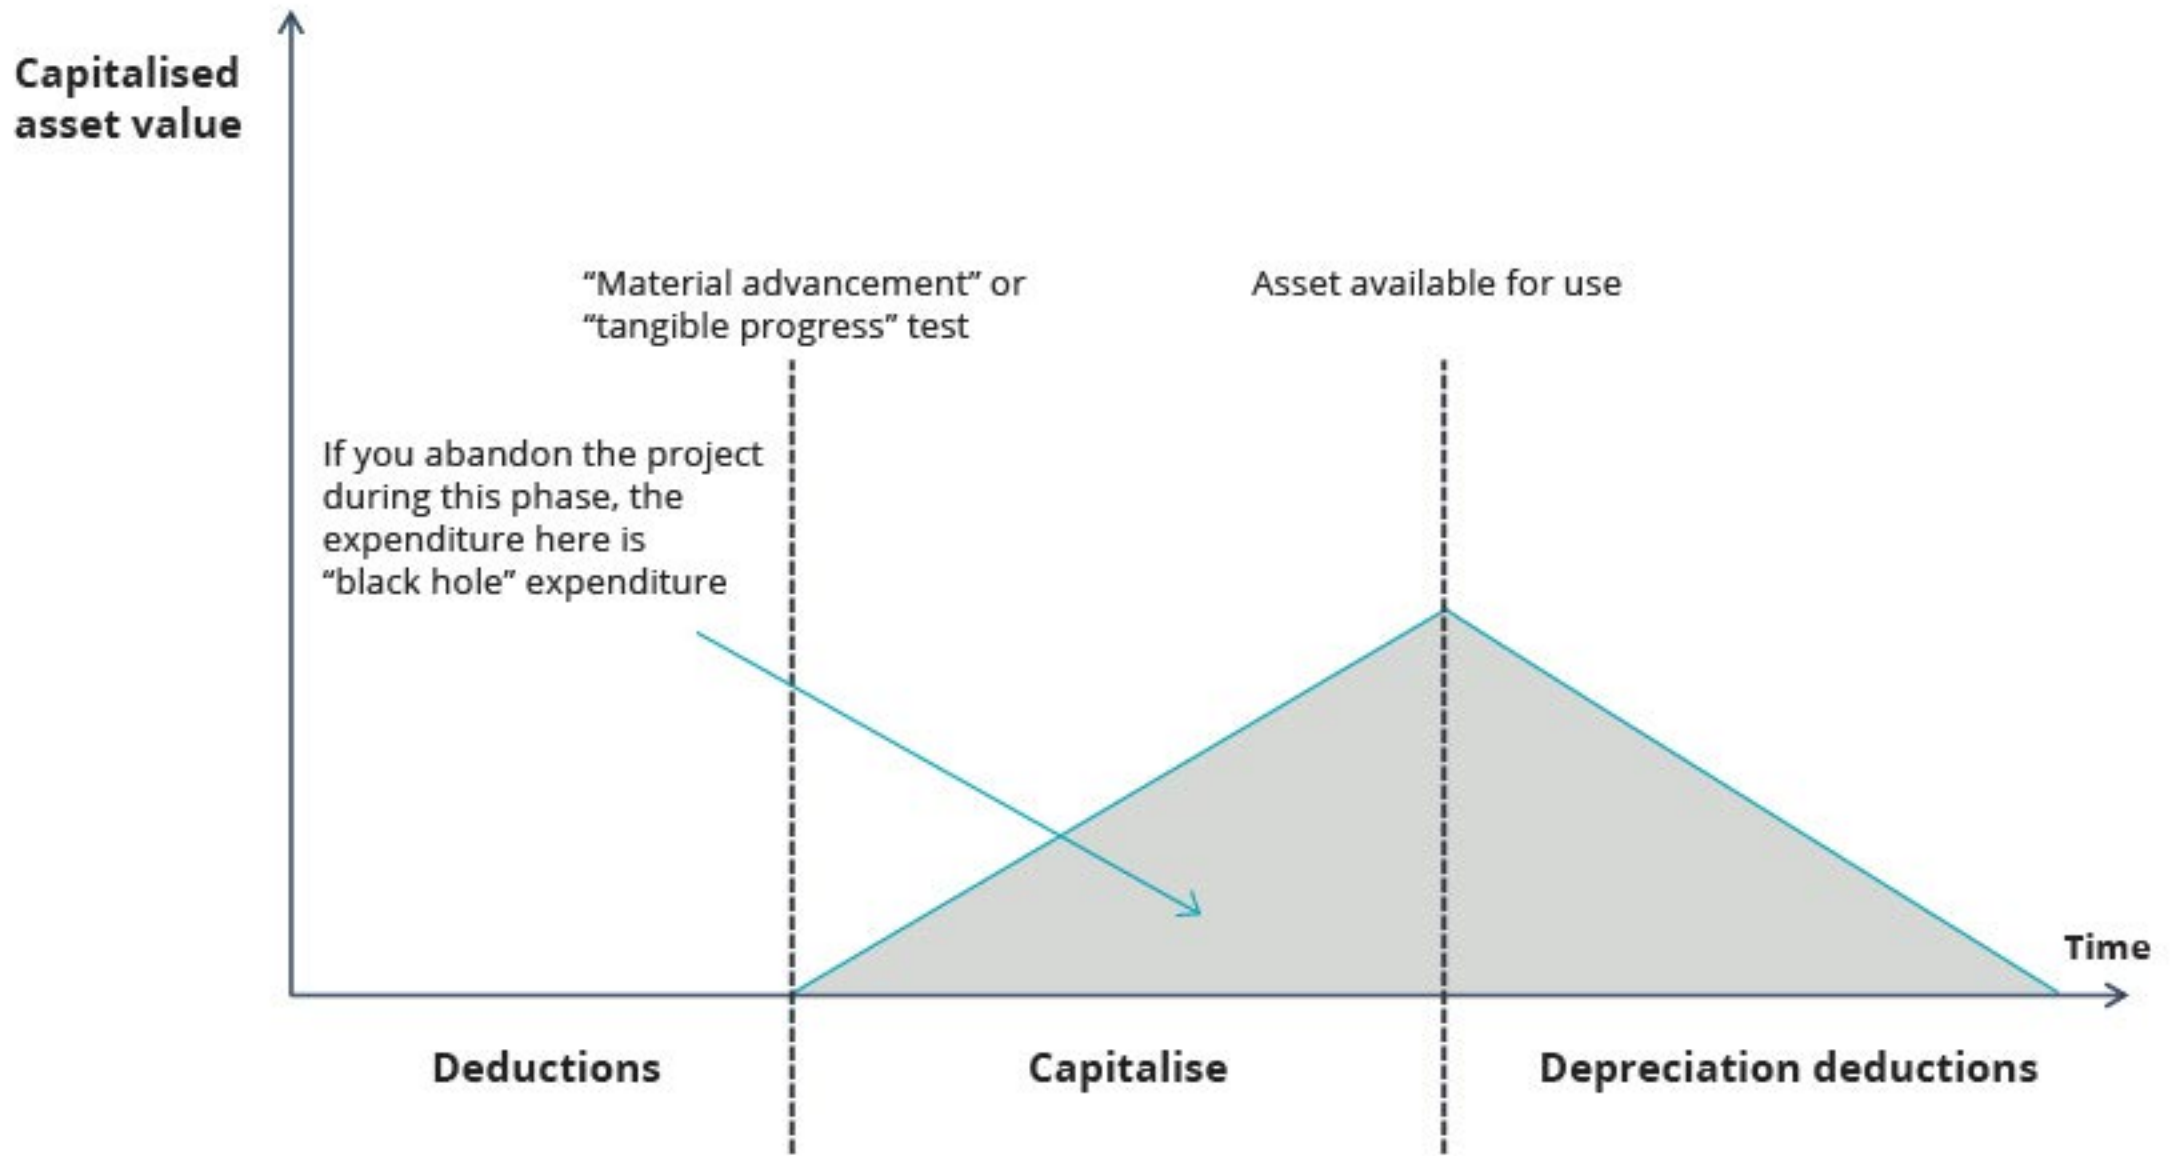 Capitalised
asset value
“Material advancement” or
“tangible progress” test
Asset available for use
If you abandon the project
during this phase, the
expenditure here is
“black hole” expenditure
Time
Deductions
Capitalise
Depreciation deductions